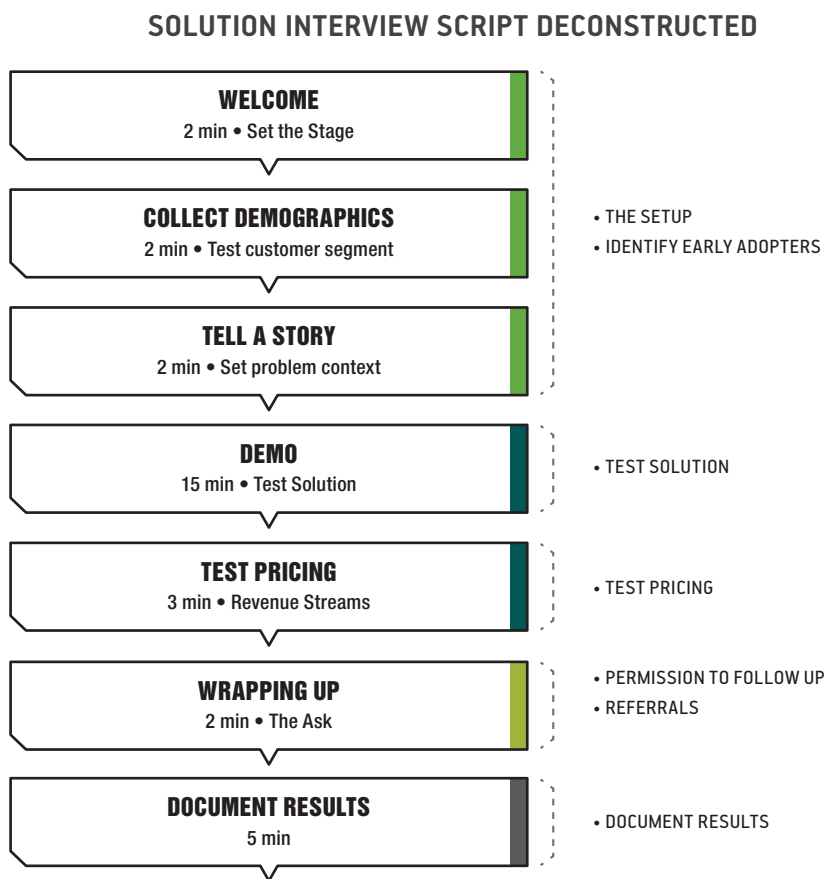 SOLUTION INTERVIEW SCRIPT DECONSTRUCTED
WELCOME
2 min • Set the Stage
COLLECT DEMOGRAPHICS
2 min • Test customer segment
• THE SETUP
• IDENTIFY EARLY ADOPTERS
TELL A STORY
2 min • Set problem context
DEMO
15 min • Test Solution
• TEST SOLUTION
TEST PRICING
3 min • Revenue Streams
• TEST PRICING
WRAPPING UP
2 min • The Ask
• PERMISSION TO FOLLOW UP
• REFERRALS
DOCUMENT RESULTS
5 min
• DOCUMENT RESULTS